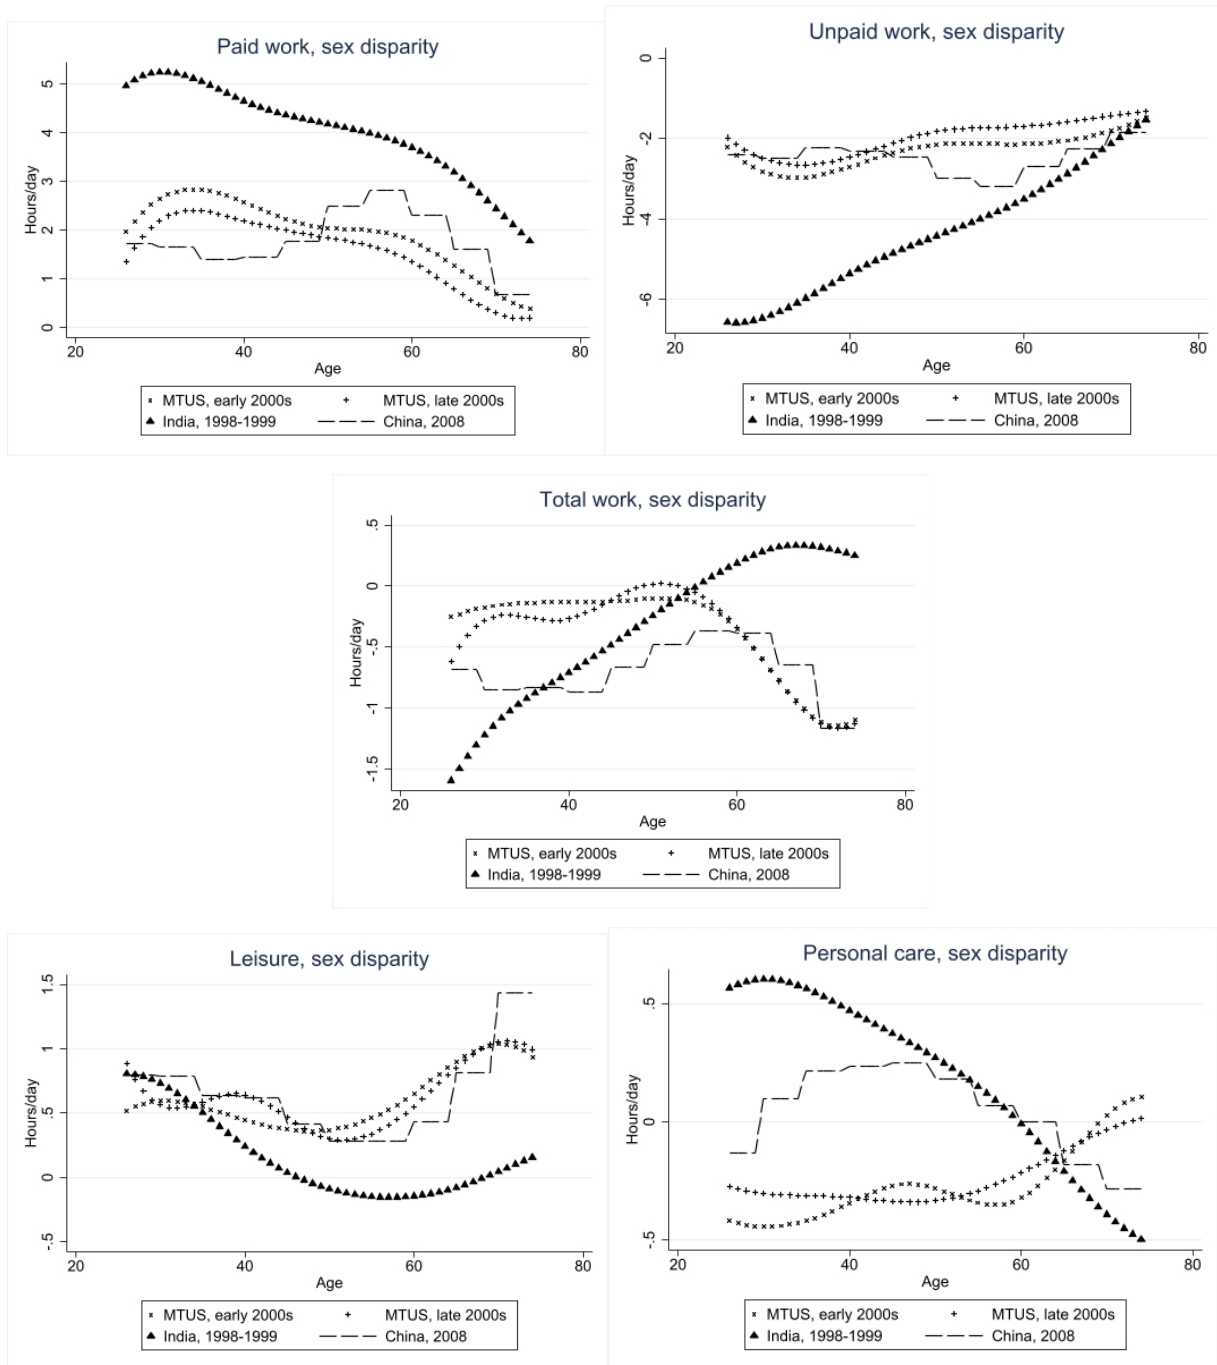 Paid work, sex disparity
Hours/day
5
4
3
2
1
0
20 40 60 80
Age
× MTUS, early 2000s + MTUS, late 2000s
▲ India, 1998-1999 — — — China, 2008
Unpaid work, sex disparity
Hours/day
0
-2
-4
-6
20 40 60 80
Age
× MTUS, early 2000s + MTUS, late 2000s
▲ India, 1998-1999 — — — China, 2008
Total work, sex disparity
Hours/day
.5
0
-.5
-1
-1.5
20 40 60 80
Age
× MTUS, early 2000s + MTUS, late 2000s
▲ India, 1998-1999 — — — China, 2008
Leisure, sex disparity
Hours/day
1.5
1
.5
0
-.5
20 40 60 80
Age
× MTUS, early 2000s + MTUS, late 2000s
▲ India, 1998-1999 — — — China, 2008
Personal care, sex disparity
Hours/day
.5
0
-.5
20 40 60 80
Age
× MTUS, early 2000s + MTUS, late 2000s
▲ India, 1998-1999 — — — China, 2008